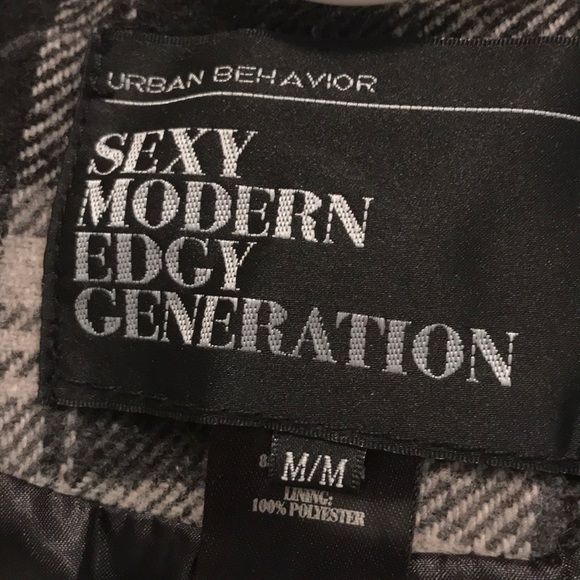 URBAN BEHAVIOR
SEXY
MODERN
EDGY
GENERATION
M/M
LINING:
100% POLYESTER